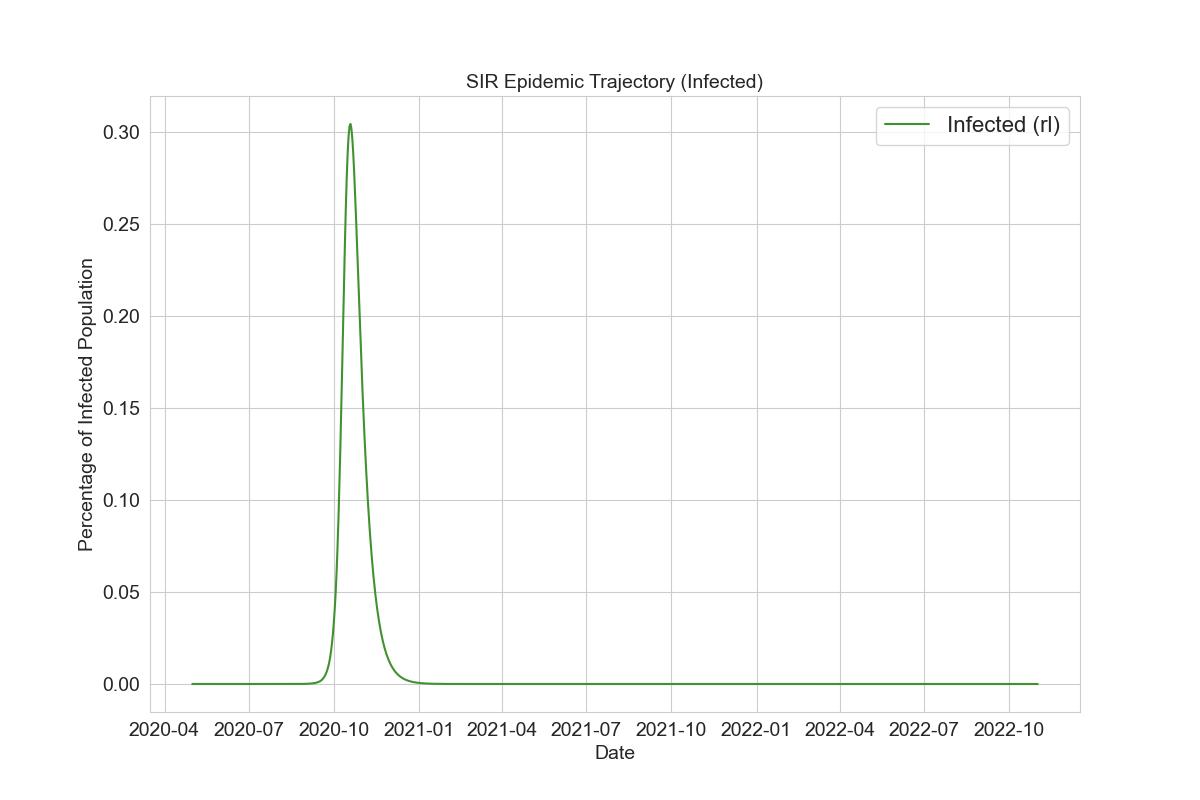 SIR Epidemic Trajectory (Infected)
Infected (rl)
Percentage of Infected Population
0.30
0.25
0.20
0.15
0.10
0.05
0.00
2020-04 2020-07 2020-10 2021-01 2021-04 2021-07 2021-10 2022-01 2022-04 2022-07 2022-10
Date